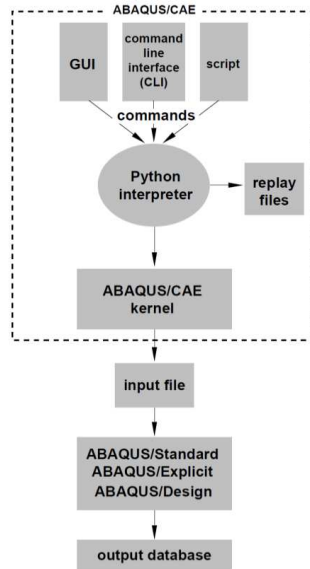 ABAQUS/CAE
GUI
command
line
interface
(CLI)
script
commands
Python
interpreter
replay
files
ABAQUS/CAE
kernel
input file
ABAQUS/Standard
ABAQUS/Explicit
ABAQUS/Design
output database